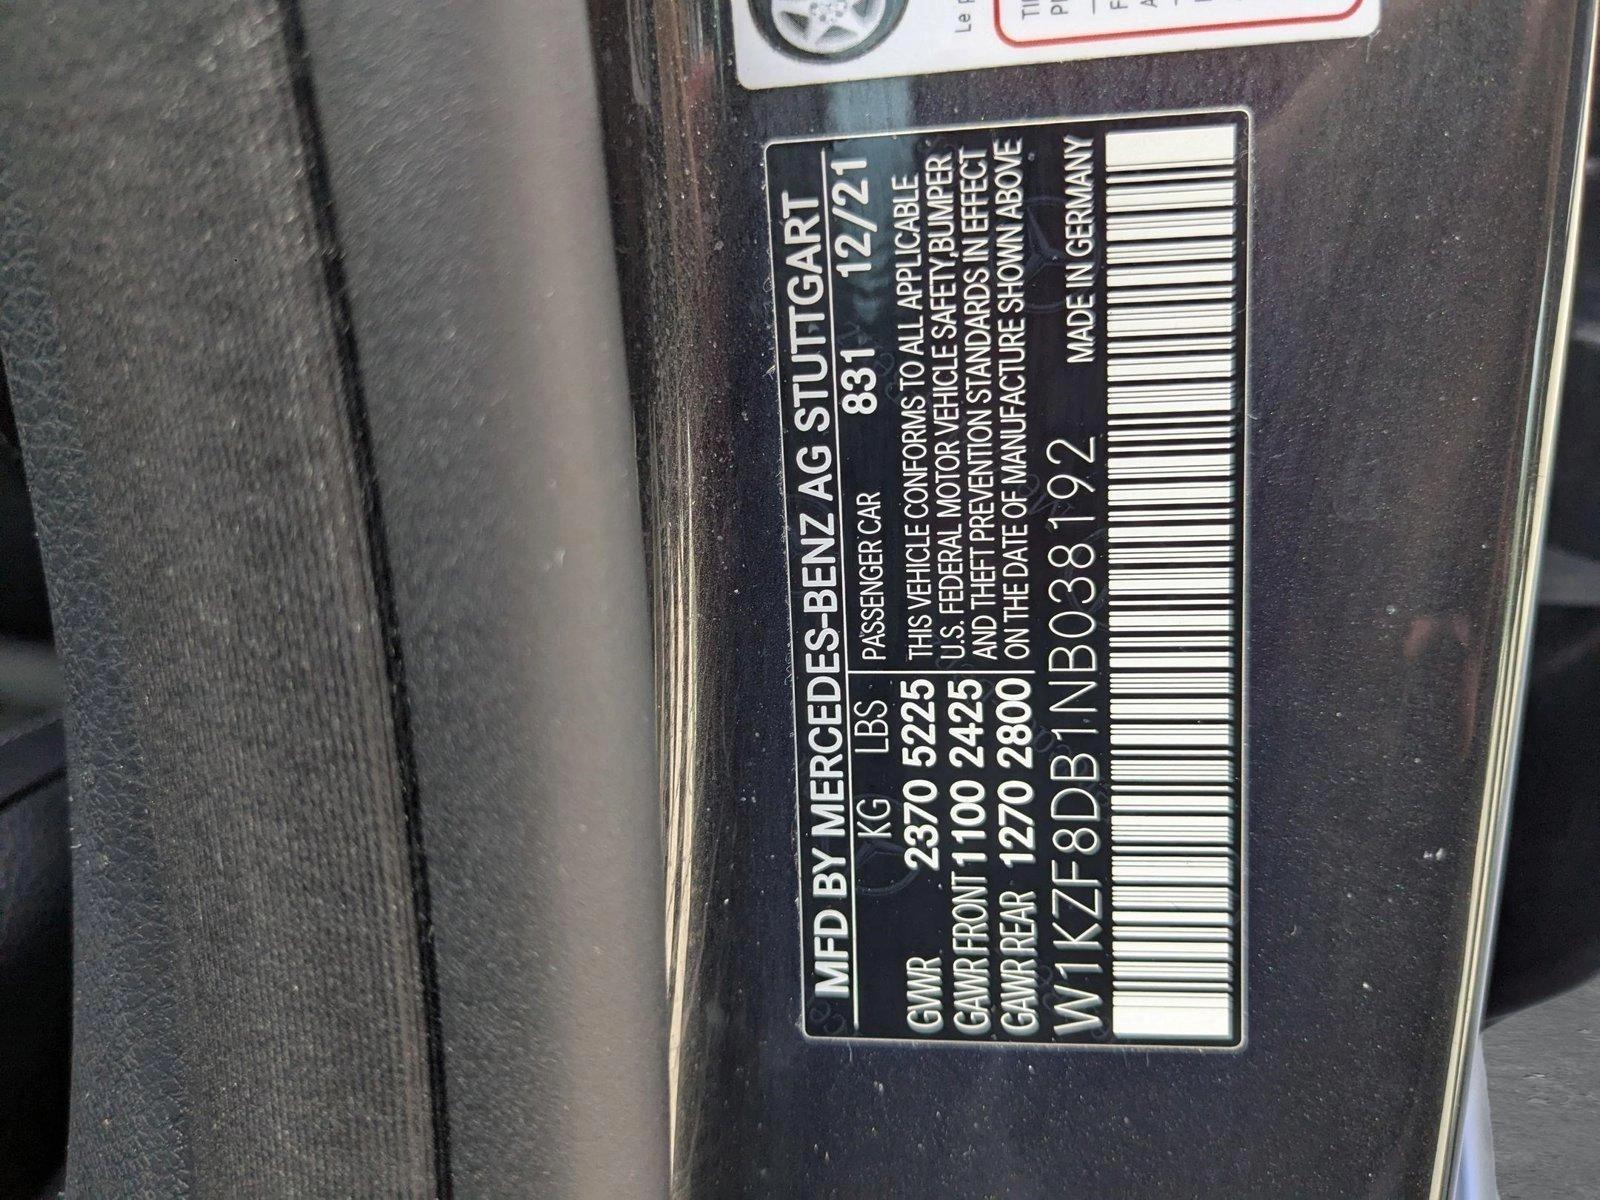 MFD BY MERCEDES-BENZ AG STUTTGART
KG LBS PASSENGER CAR 831 12/21
GVWR 2370 5225
GAWR FRONT 1100 2425
GAWR REAR 1270 2800
THIS VEHICLE CONFORMS TO ALL APPLICABLE
U.S. FEDERAL MOTOR VEHICLE SAFETY,BUMPER
AND THEFT PREVENTION STANDARDS IN EFFECT
ON THE DATE OF MANUFACTURE SHOWN ABOVE
W1KZF8DB1NB038192 MADE IN GERMANY
Le